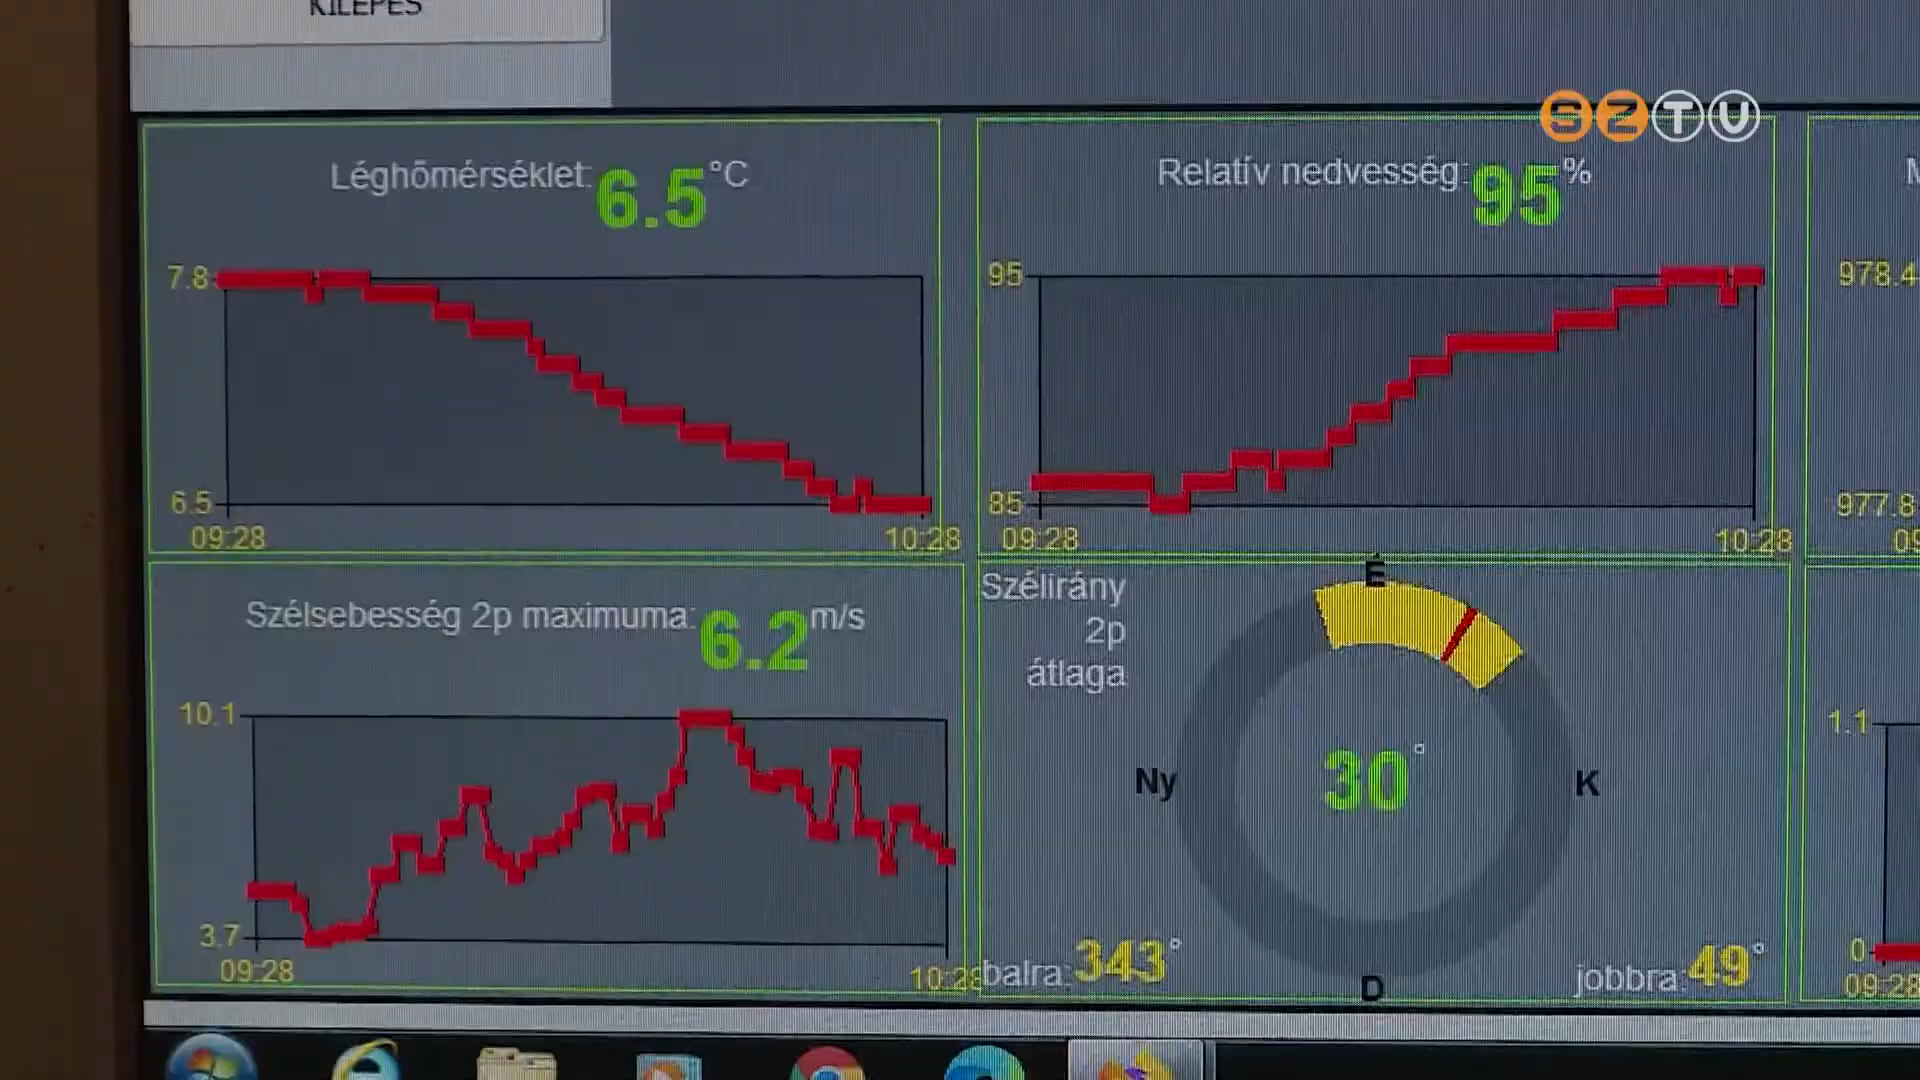 KILÉPÉS
SZTV
Léghőmérséklet: 6.5 °C
7.8
6.5
09:28
10:28
Relatív nedvesség: 95 %
95
85
09:28
10:28
978.4
977.8
Szélsebesség 2p maximuma: 6.2 m/s
10.1
3.7
09:28
10:28
Szélirány
2p
átlaga
É
Ny
K
D
30°
balra: 343°
jobbra: 49°
1.1
0
09:28